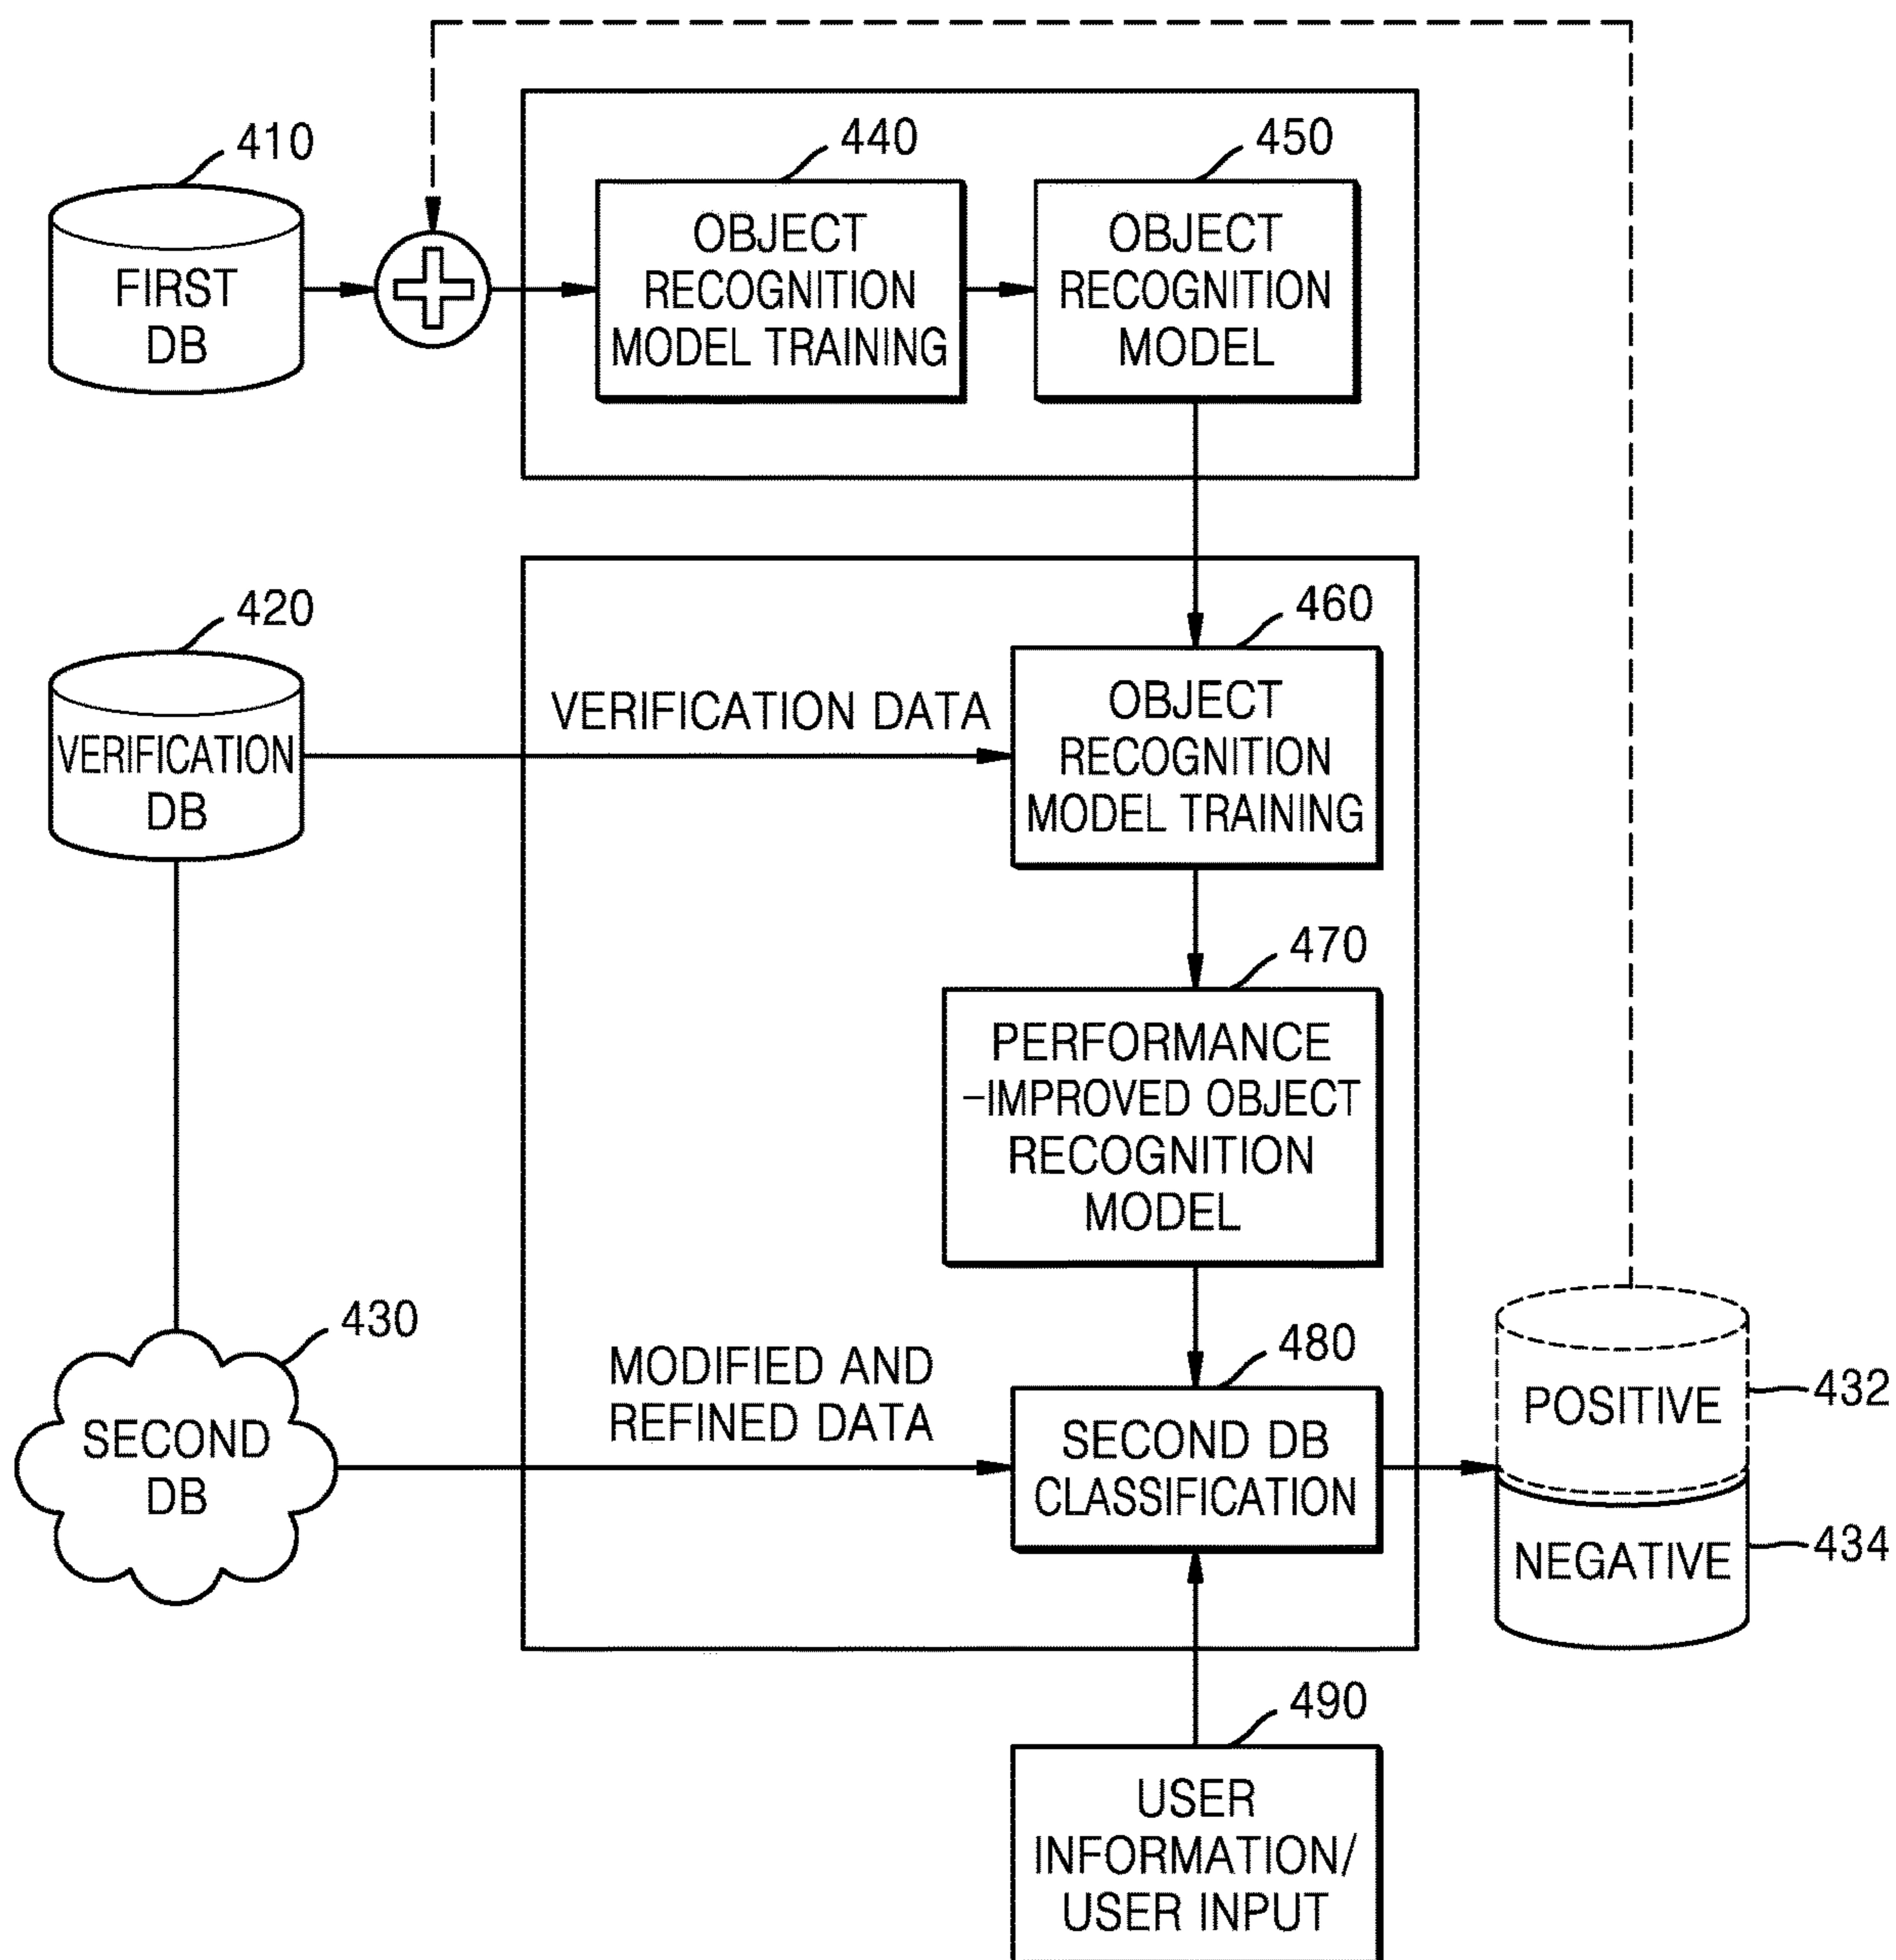 410
FIRST
DB
440
OBJECT
RECOGNITION
MODEL TRAINING
450
OBJECT
RECOGNITION
MODEL
420
VERIFICATION
DB
VERIFICATION DATA
460
OBJECT
RECOGNITION
MODEL TRAINING
470
PERFORMANCE
-IMPROVED OBJECT
RECOGNITION
MODEL
430
SECOND
DB
MODIFIED AND
REFINED DATA
480
SECOND DB
CLASSIFICATION
POSITIVE
432
NEGATIVE
434
490
USER
INFORMATION/
USER INPUT